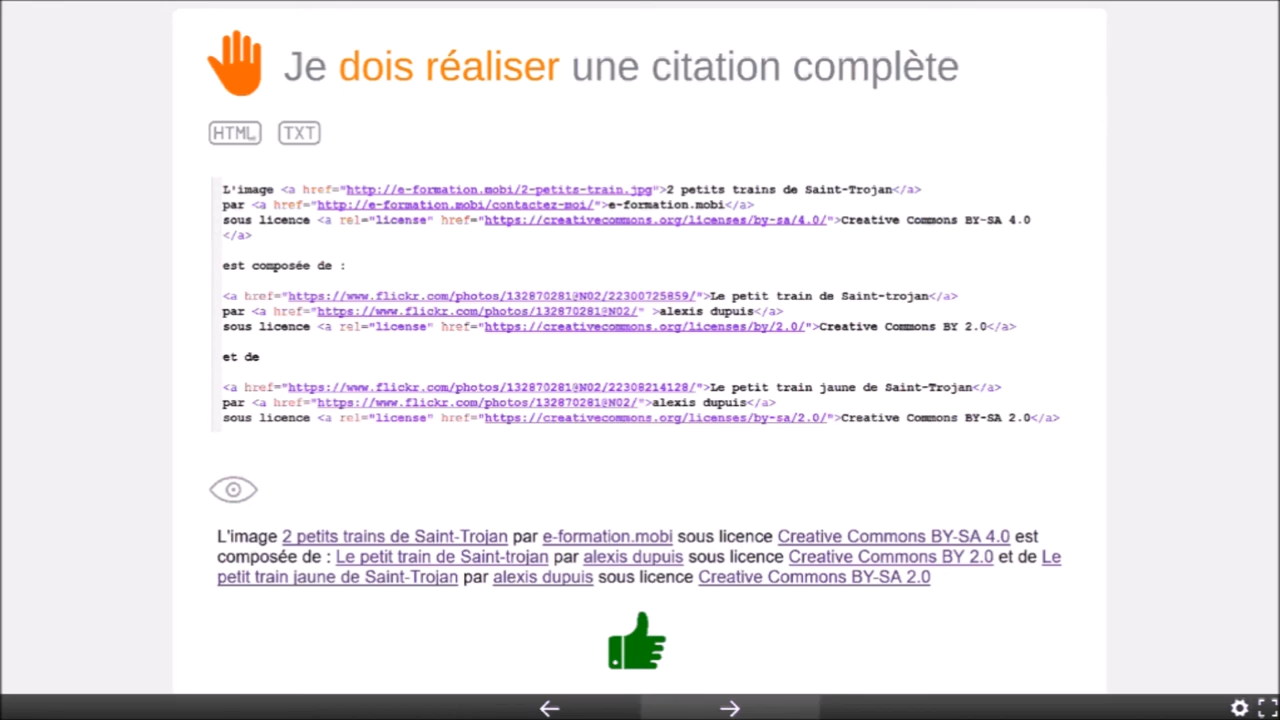 Je dois réaliser une citation complète
HTML TXT
L'image <a href="http://e-formation.mobi/2-petits-train.jpg">2 petits trains de Saint-Trojan</a>
par <a href="http://e-formation.mobi/contactez-moi/">e-formation.mobi</a>
sous licence <a rel="license" href="https://creativecommons.org/licenses/by-sa/4.0/">Creative Commons BY-SA 4.0
</a>
est composée de :
<a href="https://www.flickr.com/photos/132870281@N02/22300725859/">Le petit train de Saint-trojan</a>
par <a href="https://www.flickr.com/photos/132870281@N02/" >alexis dupuis</a>
sous licence <a rel="license" href="https://creativecommons.org/licenses/by/2.0/">Creative Commons BY 2.0</a>
et de
<a href="https://www.flickr.com/photos/132870281@N02/22308214128/">Le petit train jaune de Saint-Trojan</a>
par <a href="https://www.flickr.com/photos/132870281@N02/">alexis dupuis</a>
sous licence <a rel="license" href="https://creativecommons.org/licenses/by-sa/2.0/">Creative Commons BY-SA 2.0</a>
L'image 2 petits trains de Saint-Trojan par e-formation.mobi sous licence Creative Commons BY-SA 4.0 est
composée de : Le petit train de Saint-trojan par alexis dupuis sous licence Creative Commons BY 2.0 et de Le
petit train jaune de Saint-Trojan par alexis dupuis sous licence Creative Commons BY-SA 2.0